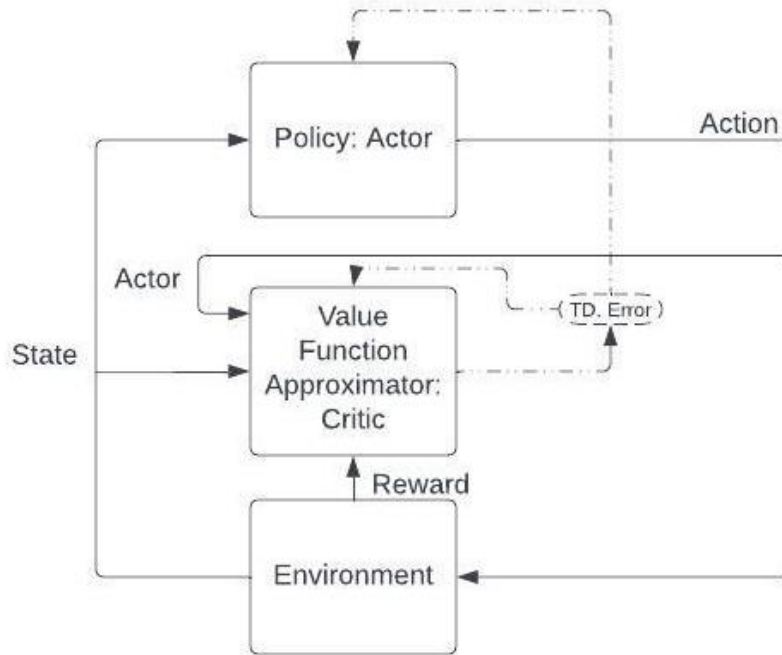 Policy: Actor
Action
Actor
Value
Function
Approximator:
Critic
TD. Error
State
Reward
Environment